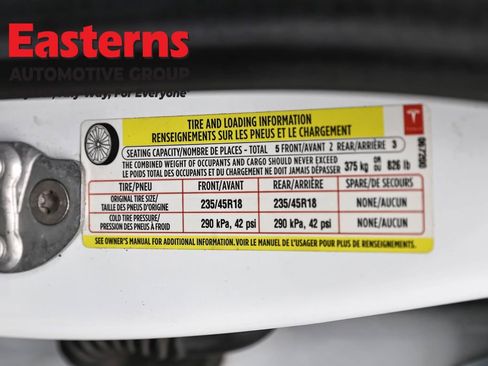 Easterns
AUTOMOTIVE GROUP
Way, For Everyone
TIRE AND LOADING INFORMATION
RENSEIGNEMENTS SUR LES PNEUS ET LE CHARGEMENT
SEATING CAPACITY/NOMBRE DE PLACES - TOTAL 5 FRONT/AVANT 2 REAR/ARRIÈRE 3
THE COMBINED WEIGHT OF OCCUPANTS AND CARGO SHOULD NEVER EXCEED
LE POIDS TOTAL DES OCCUPANTS ET DU CHARGEMENT NE DOIT JAMAIS DÉPASSER 375 kg OR OU 826 lb
TIRE/PNEU FRONT/AVANT REAR/ARRIÈRE SPARE/DE SECOURS
ORIGINAL TIRE SIZE/ 235/45R18 235/45R18 NONE/AUCUN
TAILLE DES PNEUS D'ORIGINE
COLD TIRE PRESSURE/ 290 kPa, 42 psi 290 kPa, 42 psi NONE/AUCUN
PRESSION DES PNEUS À FROID
SEE OWNER'S MANUAL FOR ADDITIONAL INFORMATION. VOIR LE MANUEL DE L'USAGER POUR PLUS DE RENSEIGNEMENTS.